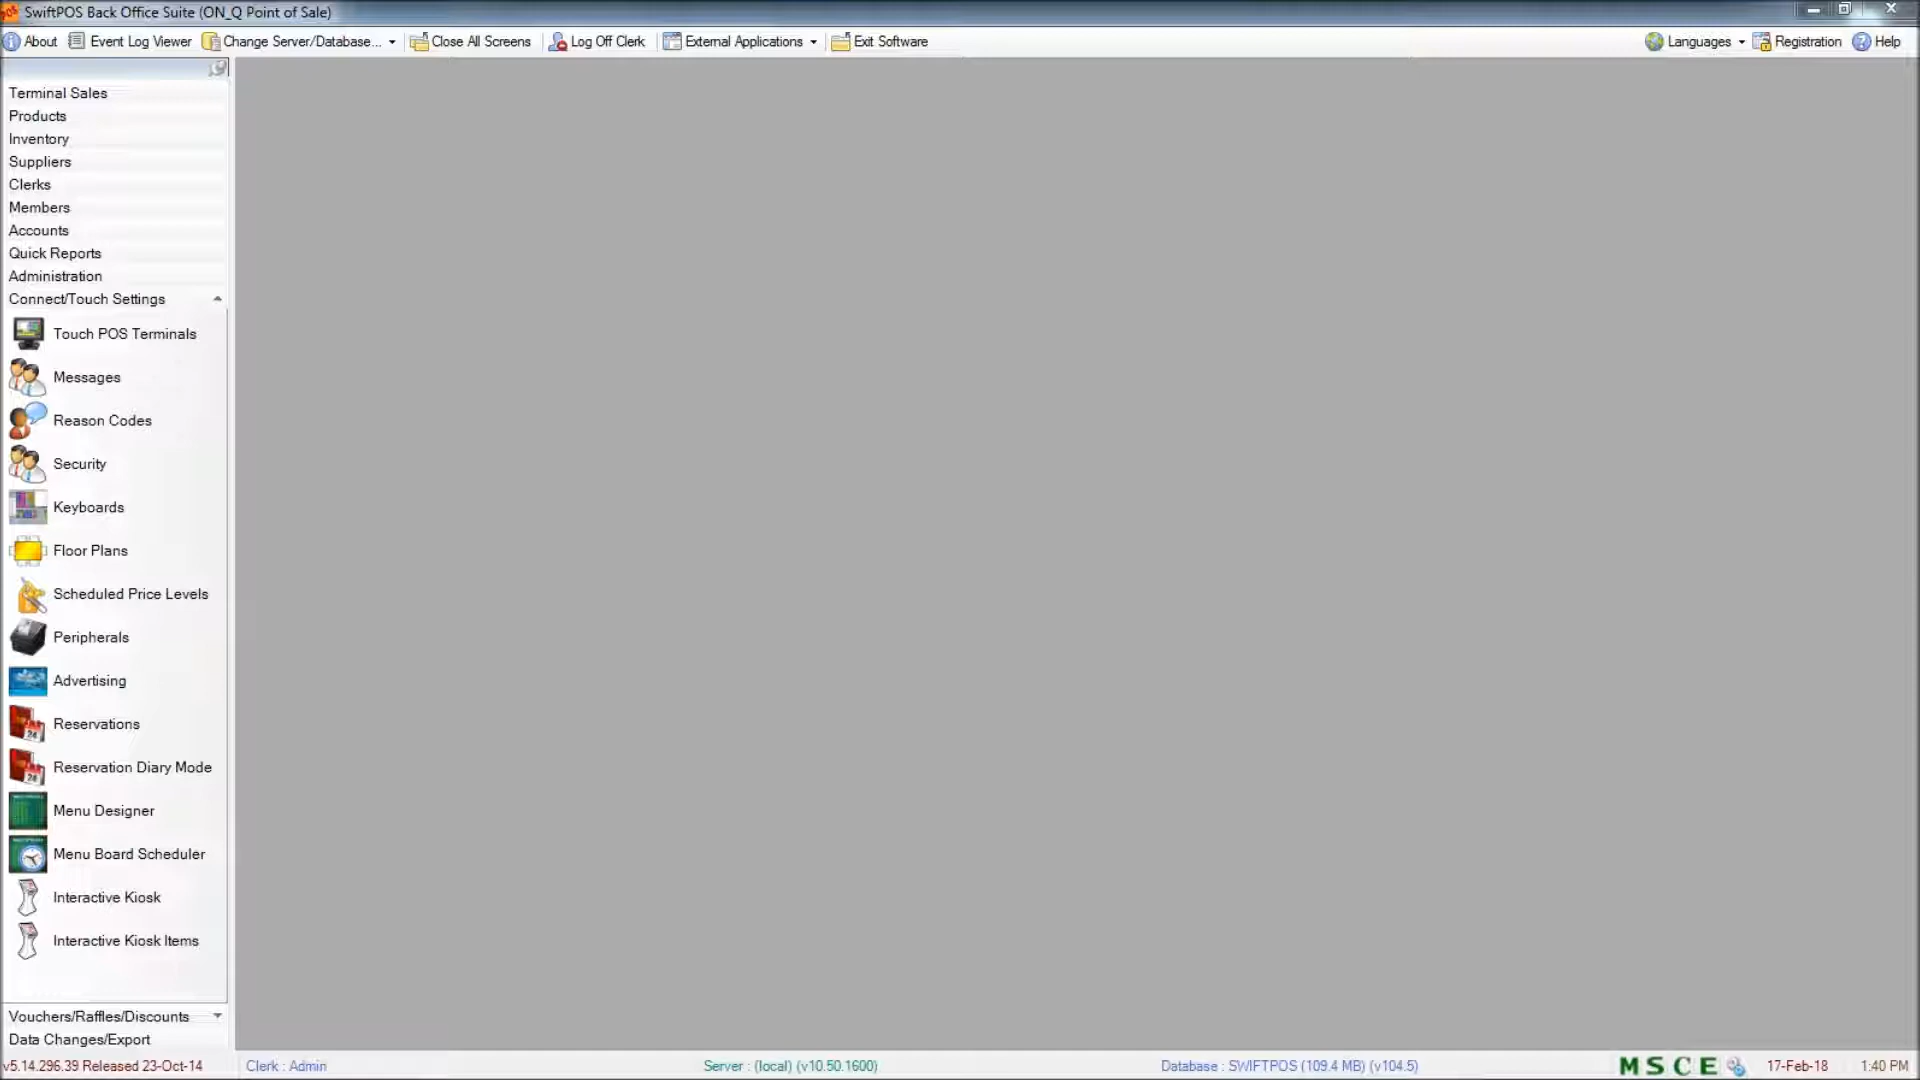 SwiftPOS Back Office Suite (ON_Q Point of Sale)
About Event Log Viewer Change Server/Database... Close All Screens Log Off Clerk External Applications Exit Software Languages Registration Help
Terminal Sales
Products
Inventory
Suppliers
Clerks
Members
Accounts
Quick Reports
Administration
Connect/Touch Settings
Touch POS Terminals
Messages
Reason Codes
Security
Keyboards
Floor Plans
Scheduled Price Levels
Peripherals
Advertising
Reservations
Reservation Diary Mode
Menu Designer
Menu Board Scheduler
Interactive Kiosk
Interactive Kiosk Items
Vouchers/Raffles/Discounts
Data Changes/Export
v5.14.296.39 Released 23-Oct-14 Clerk : Admin Server : (local) (v10.50.1600) Database : SWIFTPOS (109.4 MB) (v104.5) M S C E 17-Feb-18 1:40 PM